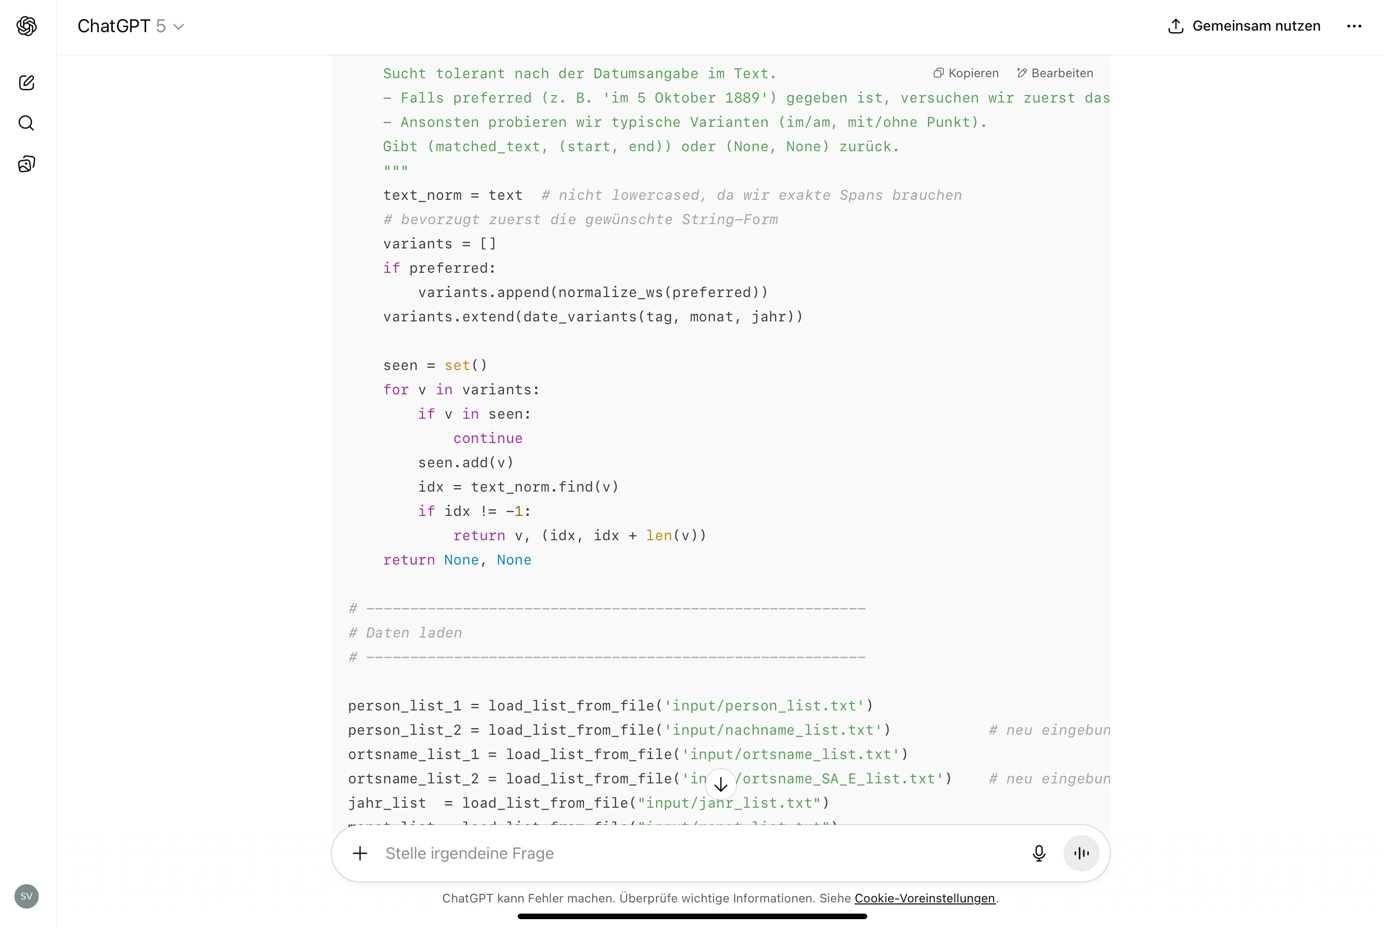 ChatGPT 5
Gemeinsam nutzen
Kopieren Bearbeiten
Sucht tolerant nach der Datumsangabe im Text.
– Falls preferred (z. B. 'im 5 Oktober 1889') gegeben ist, versuchen wir zuerst das
– Ansonsten probieren wir typische Varianten (im/am, mit/ohne Punkt).
Gibt (matched_text, (start, end)) oder (None, None) zurück.
"""
text_norm = text  # nicht lowercased, da wir exakte Spans brauchen
# bevorzugt zuerst die gewünschte String-Form
variants = []
if preferred:
variants.append(normalize_ws(preferred))
variants.extend(date_variants(tag, monat, jahr))
seen = set()
for v in variants:
if v in seen:
continue
seen.add(v)
idx = text_norm.find(v)
if idx != -1:
return v, (idx, idx + len(v))
return None, None
# ---------------------------------------------------------
# Daten laden
# ---------------------------------------------------------
person_list_1 = load_list_from_file('input/person_list.txt')
person_list_2 = load_list_from_file('input/nachname_list.txt')           # neu eingebun
ortsname_list_1 = load_list_from_file('input/ortsname_list.txt')
ortsname_list_2 = load_list_from_file('in /ortsname_SA_E_list.txt')    # neu eingebun
jahr_list  = load_list_from_file("input/jahr_list.txt")
Stelle irgendeine Frage
ChatGPT kann Fehler machen. Überprüfe wichtige Informationen. Siehe Cookie-Voreinstellungen.
SV